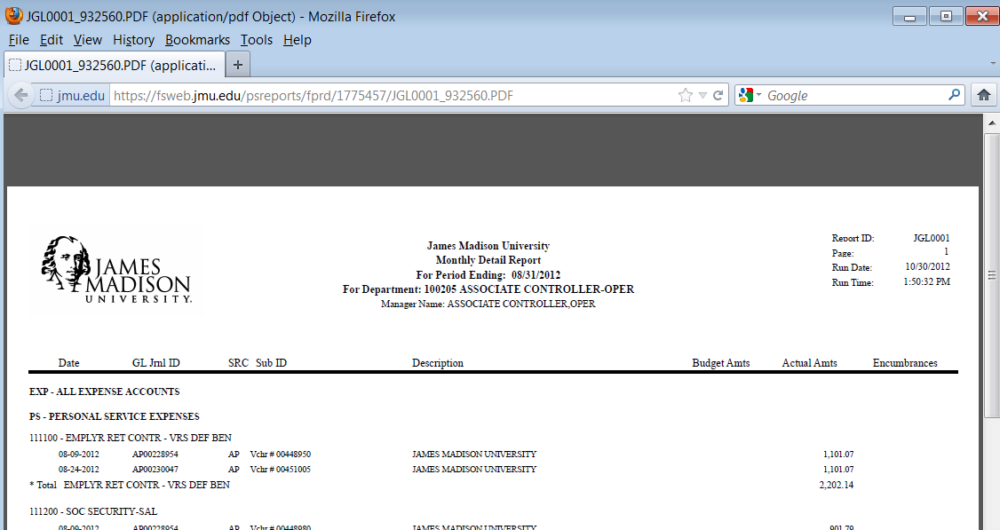 JGL0001_932560.PDF (application/pdf Object) - Mozilla Firefox
File Edit View History Bookmarks Tools Help
JGL0001_932560.PDF (applicati... +
jmu.edu https://fsweb.jmu.edu/psreports/fprd/1775457/JGL0001_932560.PDF Google
JAMES
MADISON
UNIVERSITY.
James Madison University
Monthly Detail Report
For Period Ending: 08/31/2012
For Department: 100205 ASSOCIATE CONTROLLER-OPER
Manager Name: ASSOCIATE CONTROLLER,OPER
Report ID: JGL0001
Page: 1
Run Date: 10/30/2012
Run Time: 1:50:32 PM
Date GL Jrnl ID SRC Sub ID Description Budget Amts Actual Amts Encumbrances
EXP - ALL EXPENSE ACCOUNTS
PS - PERSONAL SERVICE EXPENSES
111100 - EMPLYR RET CONTR - VRS DEF BEN
08-09-2012 AP00228954 AP Vchr # 00448950 JAMES MADISON UNIVERSITY 1,101.07
08-24-2012 AP00230047 AP Vchr # 00451005 JAMES MADISON UNIVERSITY 1,101.07
* Total EMPLYR RET CONTR - VRS DEF BEN 2,202.14
111200 - SOC SECURITY-SAL
08-09-2012 AP00228954 AP Vchr # 00448980 JAMES MADISON UNIVERSITY 901.79